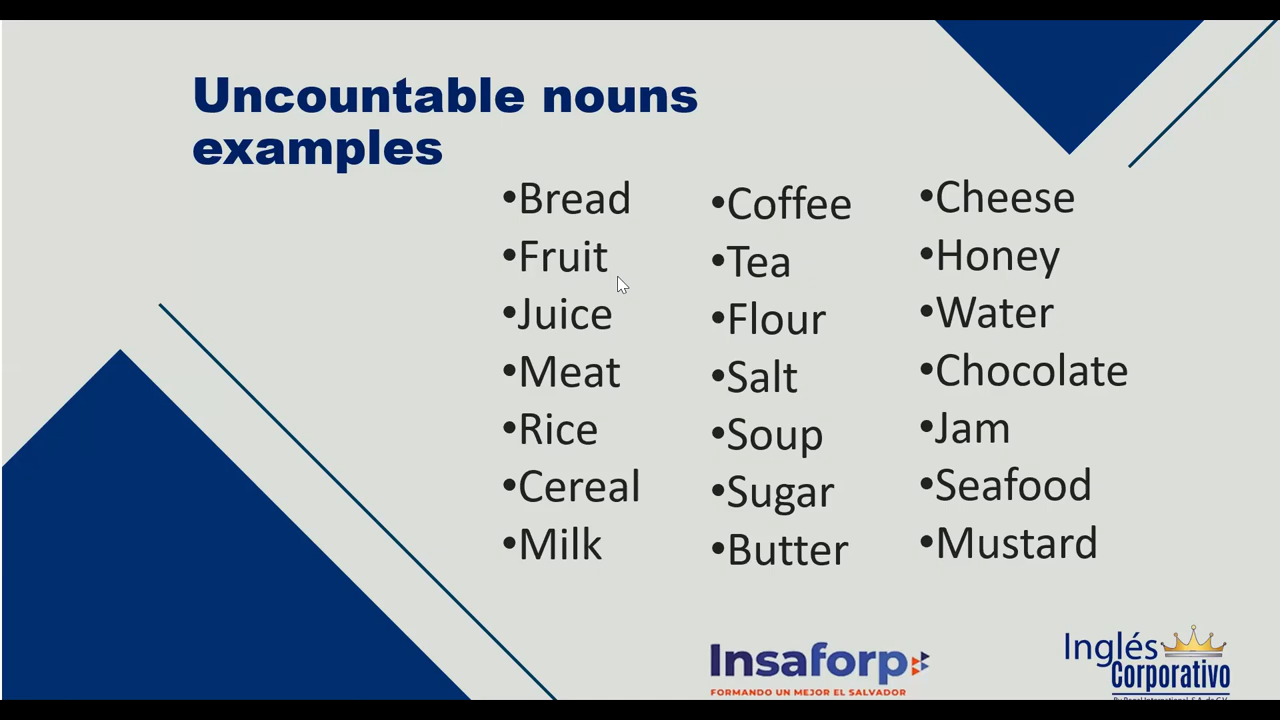 Uncountable nouns
examples
•Bread
•Fruit
•Juice
•Meat
•Rice
•Cereal
•Milk
•Coffee
•Tea
•Flour
•Salt
•Soup
•Sugar
•Butter
•Cheese
•Honey
•Water
•Chocolate
•Jam
•Seafood
•Mustard
Insaforp
FORMANDO UN MEJOR EL SALVADOR
Inglés
Corporativo